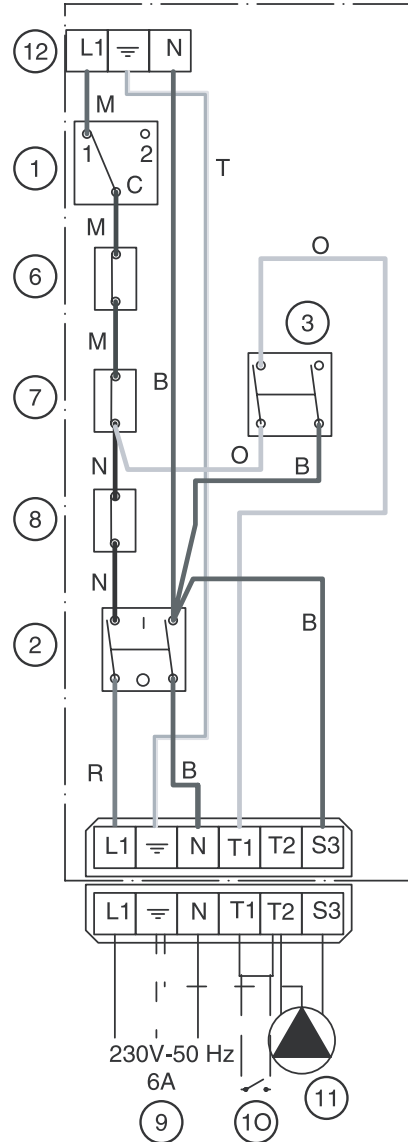 12 L1 ⏚ N
M
1 1 2 T
C
M
O
6
3
M
7 B
O B
N
8
N
I B
2
O
R B
L1 ⏚ N T1 T2 S3
L1 ⏚ N T1 T2 S3
230V-50 Hz
6A
11
9 10